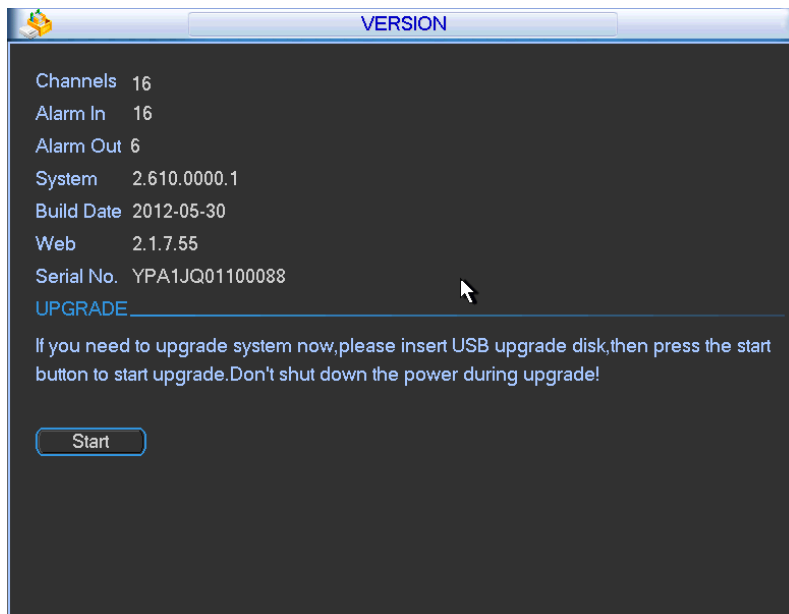 VERSION
Channels 16
Alarm In 16
Alarm Out 6
System 2.610.0000.1
Build Date 2012-05-30
Web 2.1.7.55
Serial No. YPA1JQ01100088
UPGRADE
If you need to upgrade system now,please insert USB upgrade disk,then press the start
button to start upgrade.Don't shut down the power during upgrade!
Start